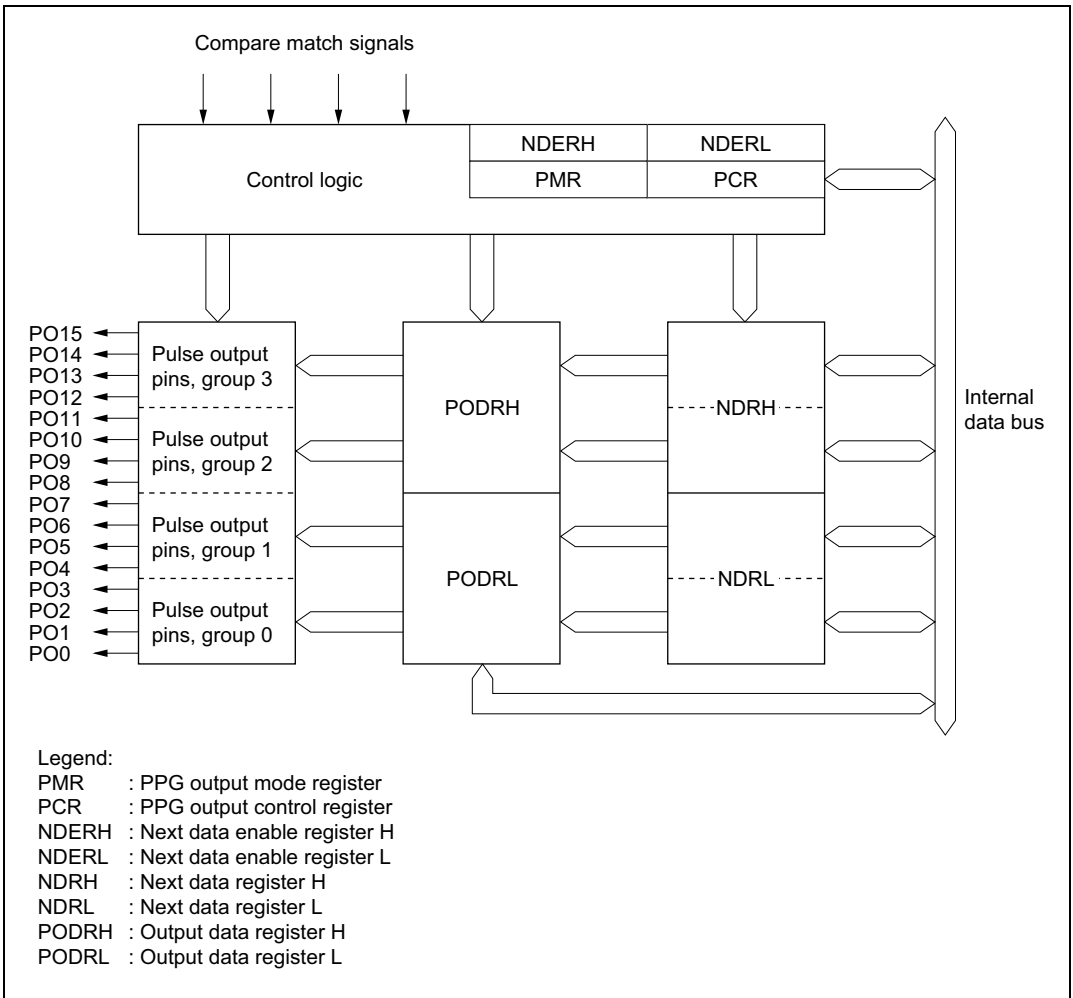 Compare match signals
NDERH NDERL
Control logic PMR PCR
PO15
PO14
PO13
PO12
PO11
PO10
PO9
PO8
PO7
PO6
PO5
PO4
PO3
PO2
PO1
PO0
Pulse output
pins, group 3
Pulse output
pins, group 2
Pulse output
pins, group 1
Pulse output
pins, group 0
PODRH
PODRL
NDRH
NDRL
Internal
data bus
Legend:
PMR : PPG output mode register
PCR : PPG output control register
NDERH : Next data enable register H
NDERL : Next data enable register L
NDRH : Next data register H
NDRL : Next data register L
PODRH : Output data register H
PODRL : Output data register L